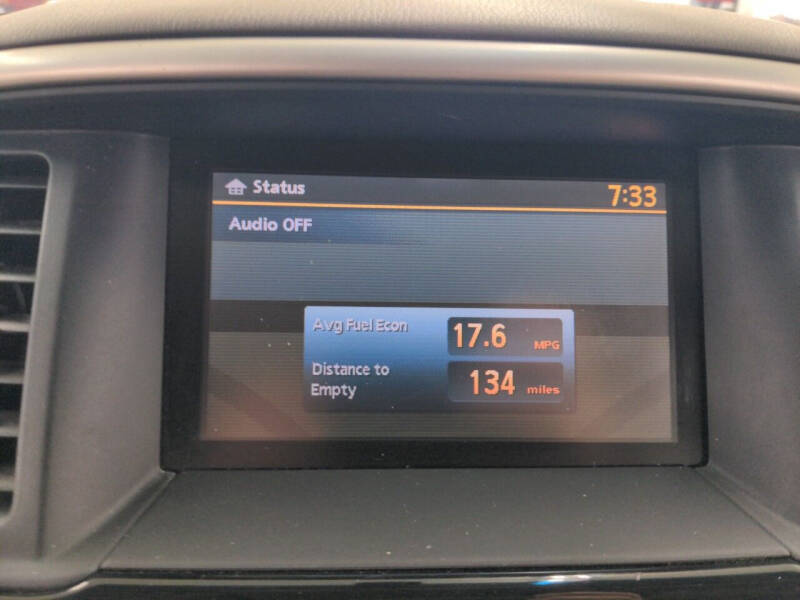 Status 7:33
Audio OFF
Avg Fuel Econ 17.6 MPG
Distance to
Empty 134 miles